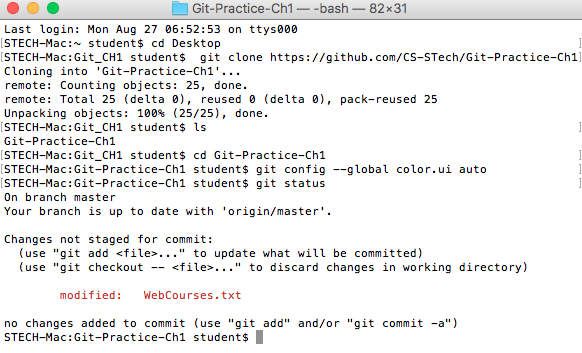 Git-Practice-Ch1 — -bash — 82×31
Last login: Mon Aug 27 06:52:53 on ttys000
[STECH-Mac:~ student$ cd Desktop ]
[STECH-Mac:Git_CH1 student$  git clone https://github.com/CS-STech/Git-Practice-Ch1]
Cloning into 'Git-Practice-Ch1'...
remote: Counting objects: 25, done.
remote: Total 25 (delta 0), reused 0 (delta 0), pack-reused 25
Unpacking objects: 100% (25/25), done.
[STECH-Mac:Git_CH1 student$ ls ]
Git-Practice-Ch1
[STECH-Mac:Git_CH1 student$ cd Git-Practice-Ch1 ]
[STECH-Mac:Git-Practice-Ch1 student$ git config --global color.ui auto ]
[STECH-Mac:Git-Practice-Ch1 student$ git status ]
On branch master
Your branch is up to date with 'origin/master'.
Changes not staged for commit:
  (use "git add <file>..." to update what will be committed)
  (use "git checkout -- <file>..." to discard changes in working directory)
        modified:   WebCourses.txt
no changes added to commit (use "git add" and/or "git commit -a")
STECH-Mac:Git-Practice-Ch1 student$